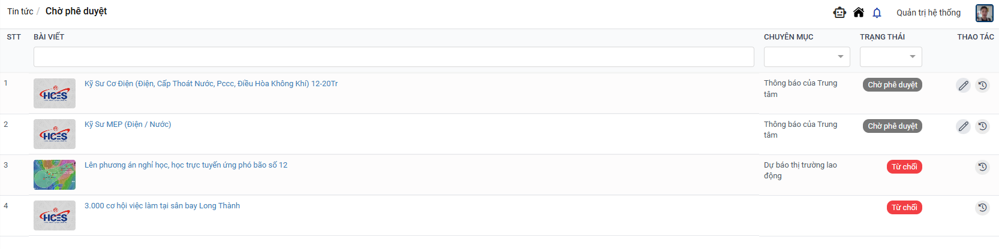 Tin tức / Chờ phê duyệt
Quản trị hệ thống
STT BÀI VIẾT CHUYÊN MỤC TRẠNG THÁI THAO TÁC
1 HCES Kỹ Sư Cơ Điện (Điện, Cấp Thoát Nước, Pccc, Điều Hòa Không Khí) 12-20Tr Thông báo của Trung Chờ phê duyệt
tâm
2 HCES Kỹ Sư MEP (Điện / Nước) Thông báo của Trung Chờ phê duyệt
tâm
3 Lên phương án nghỉ học, học trực tuyến ứng phó bão số 12 Dự báo thị trường lao Từ chối
động
4 HCES 3.000 cơ hội việc làm tại sân bay Long Thành Từ chối